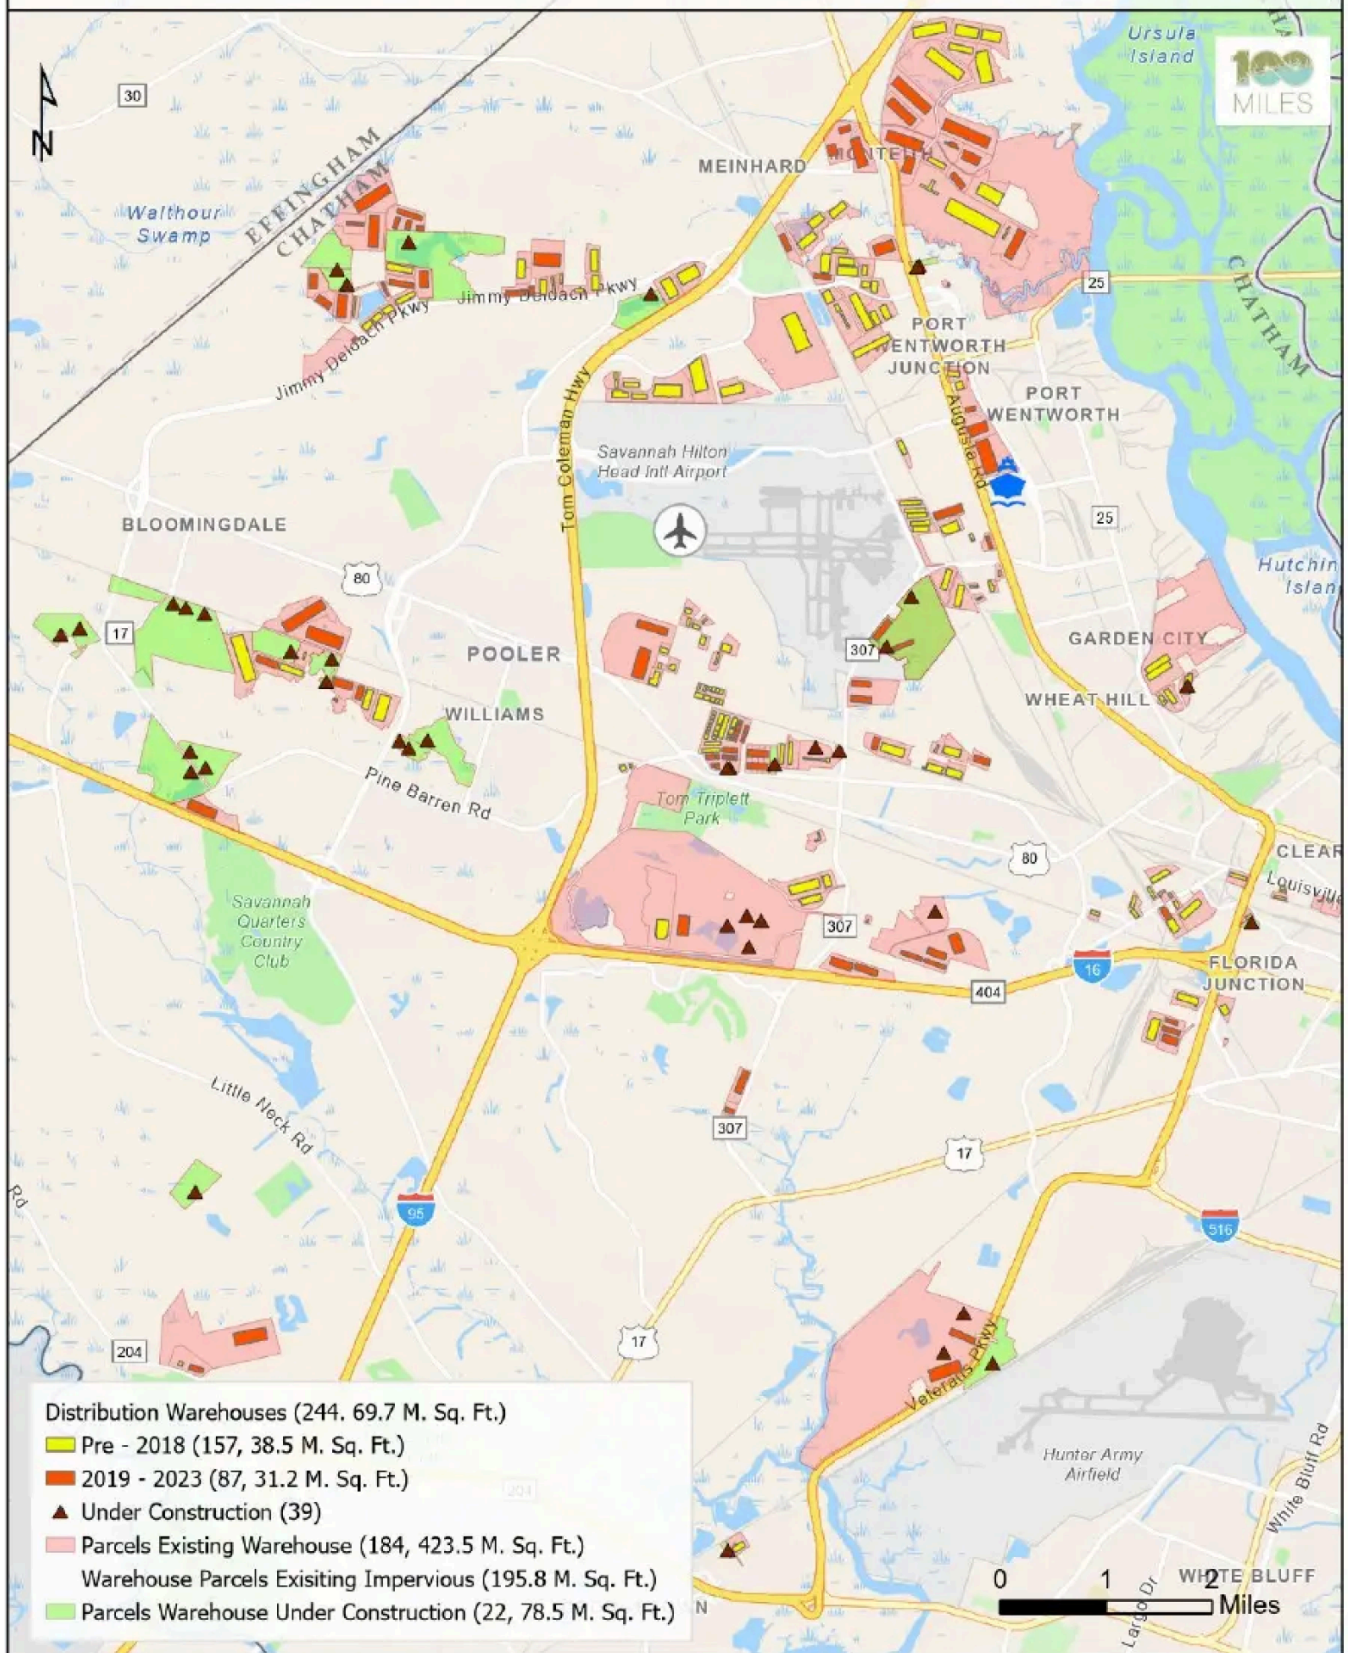 Ursula
Island
100
MILES
30
EFFINGHAM
CHATHAM
MEINHARD
MONTEITH
Walthour
Swamp
CHATHAM
25
Jimmy Deloach Pkwy
Jimmy Deloach Pkwy
PORT
WENTWORTH
JUNCTION
PORT
WENTWORTH
Augusta Rd
Tom Coleman Hwy
Savannah Hilton
Head Intl Airport
BLOOMINGDALE
25
80
Hutchin
Islan
17
POOLER
307
GARDEN CITY
WHEAT HILL
WILLIAMS
Pine Barren Rd
Tom Triplett
Park
80
CLEAR
Louisville
Savannah
Quarters
Country
Club
307
16
404
FLORIDA
JUNCTION
Little Neck Rd
307
17
Rd
95
516
204
17
Veterans Pkwy
Hunter Army
Airfield
White Bluff Rd
Distribution Warehouses (244. 69.7 M. Sq. Ft.)
Pre - 2018 (157, 38.5 M. Sq. Ft.)
2019 - 2023 (87, 31.2 M. Sq. Ft.)
204
Under Construction (39)
Parcels Existing Warehouse (184, 423.5 M. Sq. Ft.)
Warehouse Parcels Exisiting Impervious (195.8 M. Sq. Ft.)
Parcels Warehouse Under Construction (22, 78.5 M. Sq. Ft.)
N
0 1 2
Miles
WHITE BLUFF
Largo Dr
N